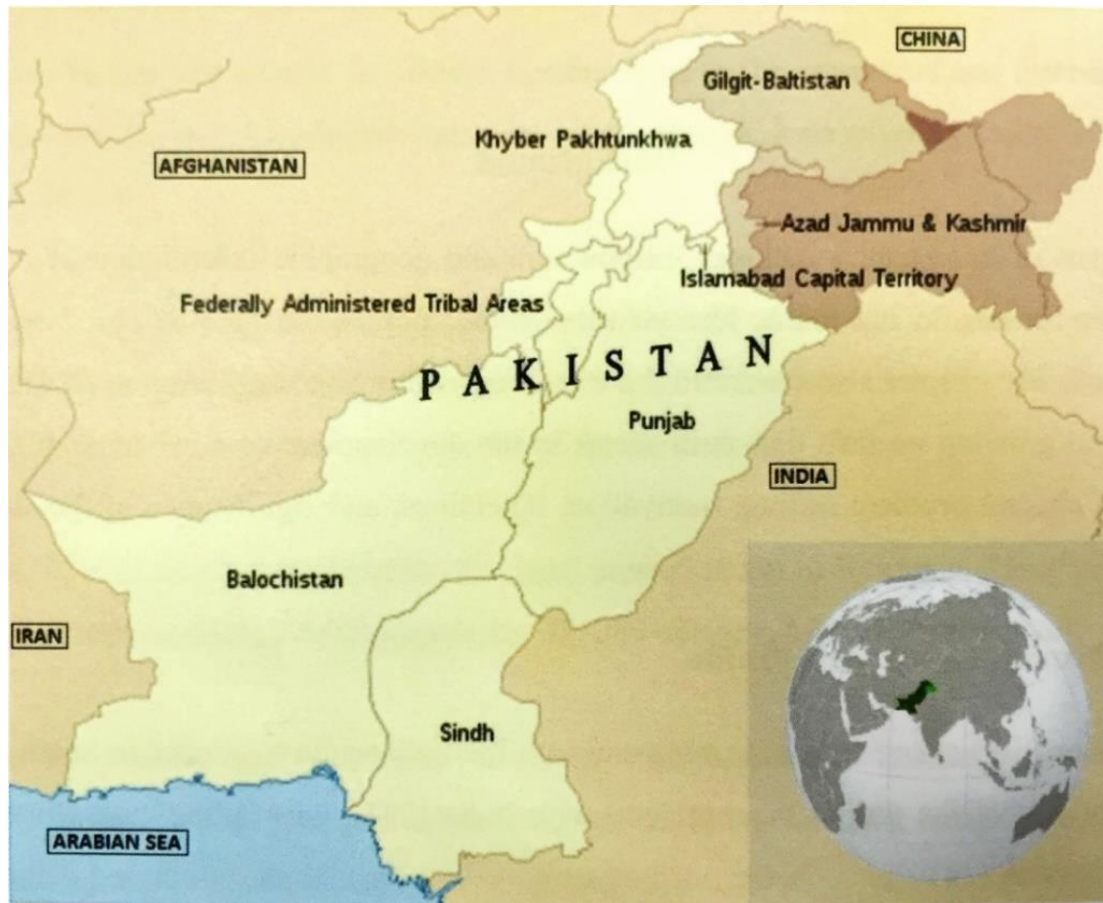 CHINA
Gilgit-Baltistan
Khyber Pakhtunkhwa
AFGHANISTAN
Azad Jammu & Kashmir
Islamabad Capital Territory
Federally Administered Tribal Areas
PAKISTAN
Punjab
INDIA
Balochistan
IRAN
Sindh
ARABIAN SEA